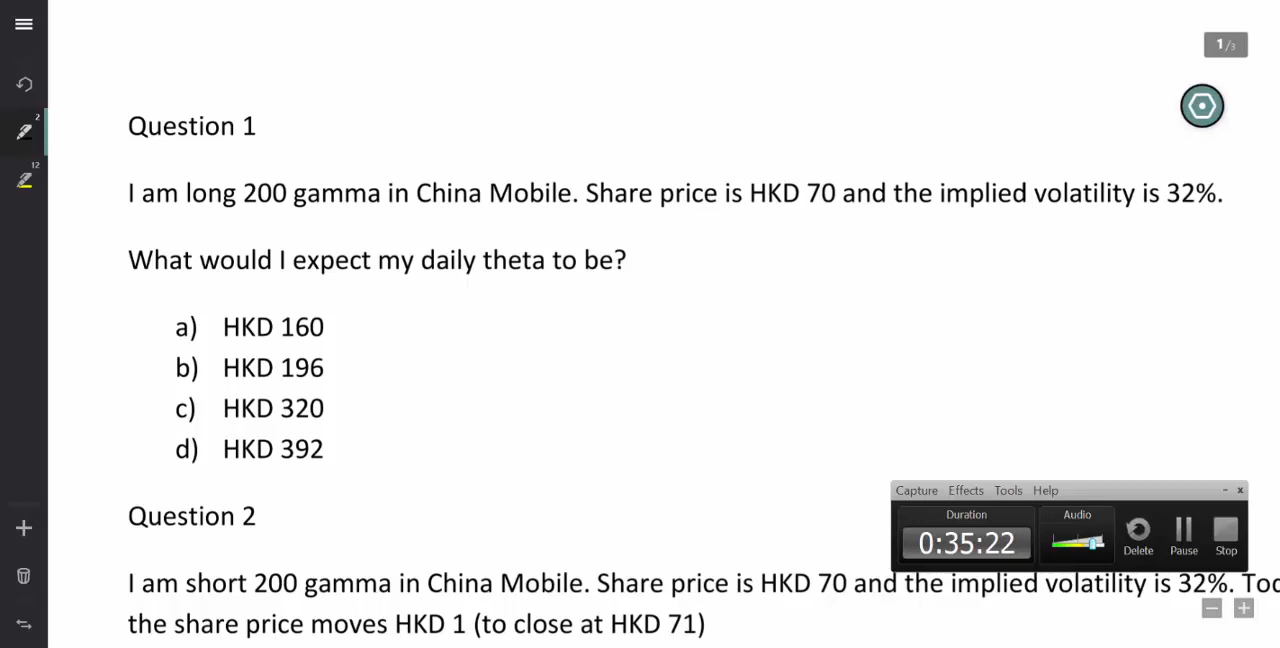 1/3
2
12
Question 1
I am long 200 gamma in China Mobile. Share price is HKD 70 and the implied volatility is 32%.
What would I expect my daily theta to be?
a) HKD 160
b) HKD 196
c) HKD 320
d) HKD 392
Question 2
I am short 200 gamma in China Mobile. Share price is HKD 70 and the implied volatility is 32%. Toc
the share price moves HKD 1 (to close at HKD 71)
Capture Effects Tools Help - x
Duration
0:35:22
Audio
Delete Pause Stop